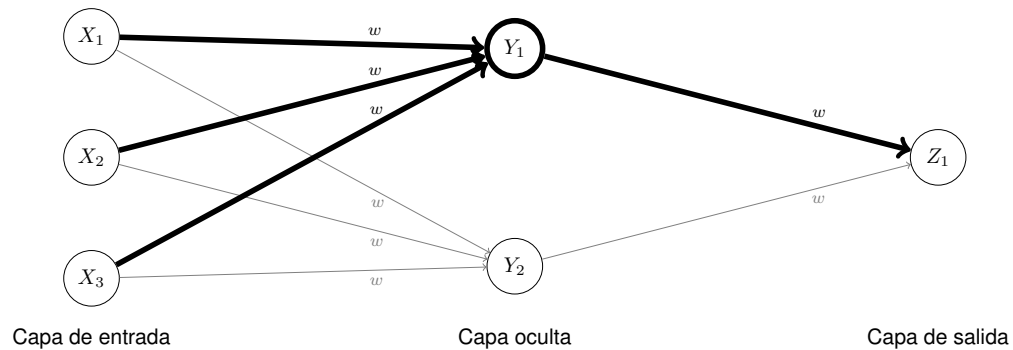 X₁
w
Y₁
w
w
w
X₂
Z₁
w
w
w
w
X₃
Y₂
Capa de entrada
Capa oculta
Capa de salida